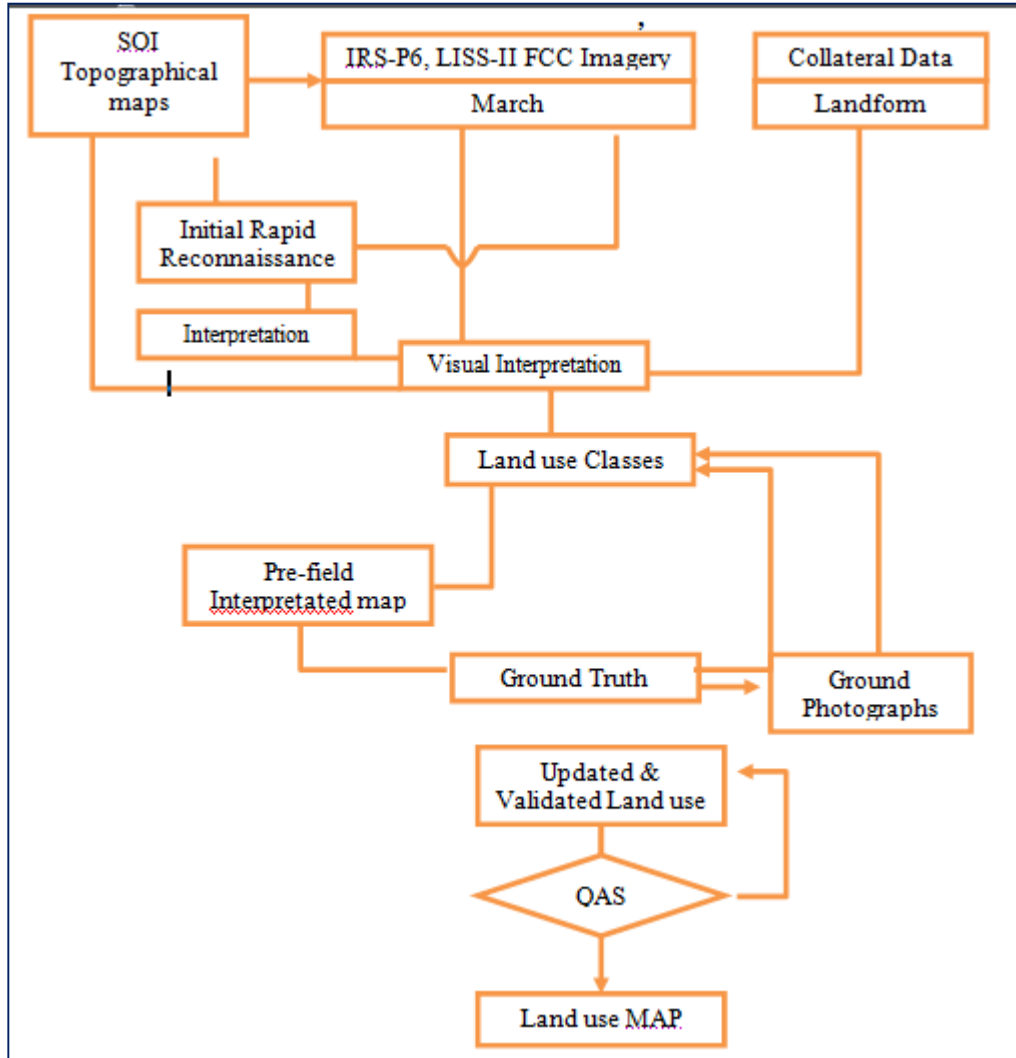 SOI
Topographical
maps
,
IRS-P6, LISS-II FCC Imagery
March
Collateral Data
Landform
Initial Rapid
Reconnaissance
Interpretation
Visual Interpretation
Land use Classes
Pre-field
Interpretated map
Ground Truth
Ground
Photographs
Updated &
Validated Land use
QAS
Land use MAP